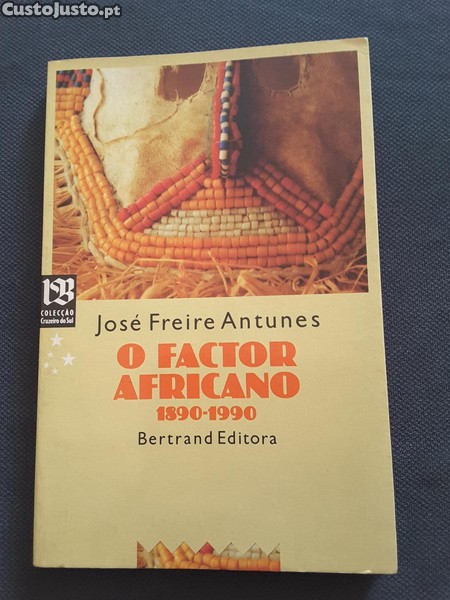 CustoJusto.pt
B
COLECÇÃO
Cruzeiro do Sul
José Freire Antunes
O FACTOR
AFRICANO
1890-1990
Bertrand Editora